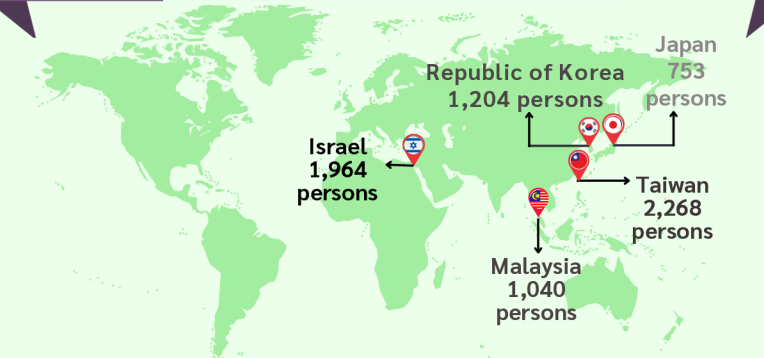 Japan
753
persons
Republic of Korea
1,204 persons
Israel
1,964
persons
Taiwan
2,268
persons
Malaysia
1,040
persons